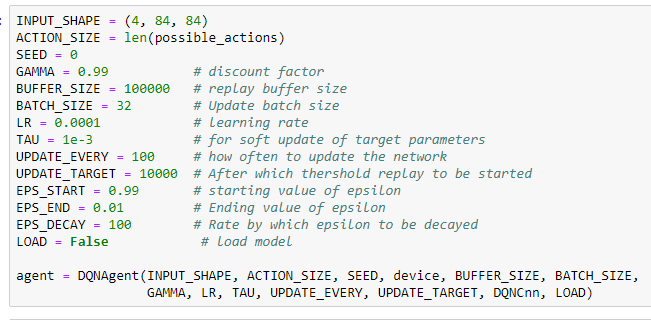 INPUT_SHAPE = (4, 84, 84)
ACTION_SIZE = len(possible_actions)
SEED = 0
GAMMA = 0.99 # discount factor
BUFFER_SIZE = 100000 # replay buffer size
BATCH_SIZE = 32 # Update batch size
LR = 0.0001 # learning rate
TAU = 1e-3 # for soft update of target parameters
UPDATE_EVERY = 100 # how often to update the network
UPDATE_TARGET = 10000 # After which thershold replay to be started
EPS_START = 0.99 # starting value of epsilon
EPS_END = 0.01 # Ending value of epsilon
EPS_DECAY = 100 # Rate by which epsilon to be decayed
LOAD = False # load model
agent = DQNAgent(INPUT_SHAPE, ACTION_SIZE, SEED, device, BUFFER_SIZE, BATCH_SIZE,
GAMMA, LR, TAU, UPDATE_EVERY, UPDATE_TARGET, DQNCnn, LOAD)